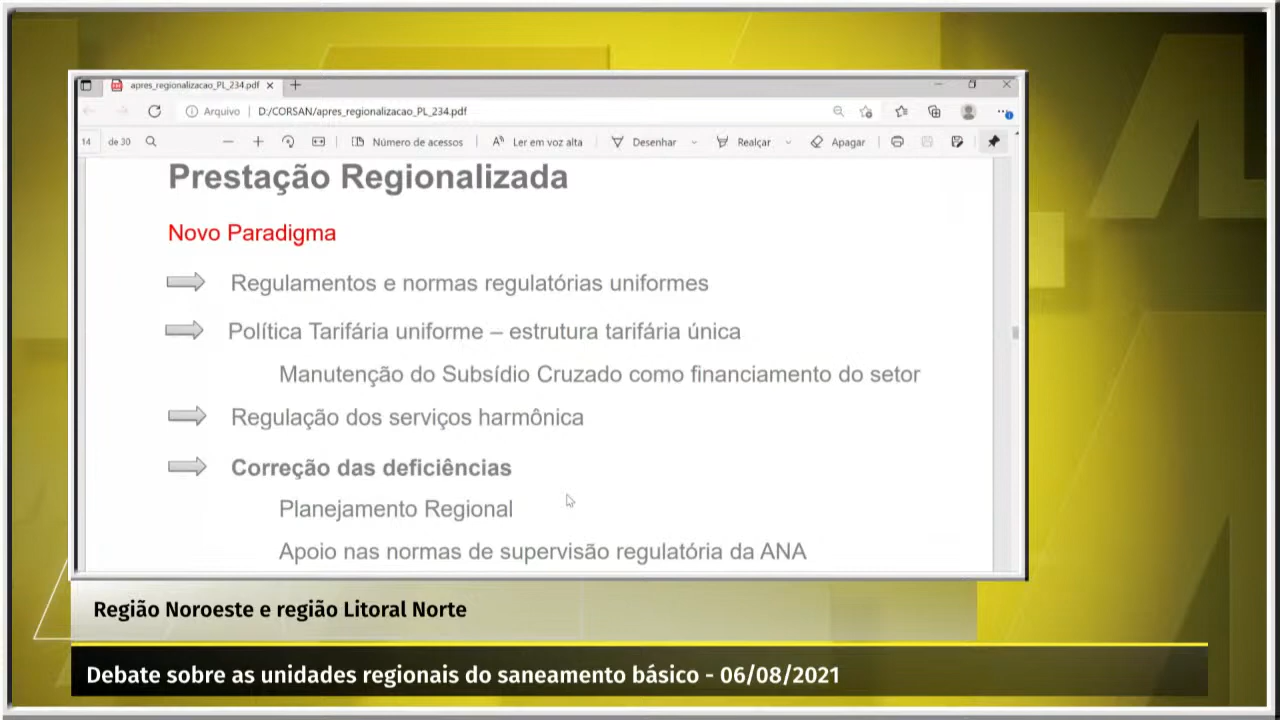 apres_regionalizacao_PL_234.pdf
Arquivo D:/CORSAN/apres_regionalizacao_PL_234.pdf
14 de 30 Número de acessos Ler em voz alta Desenhar Realçar Apagar
Prestação Regionalizada
Novo Paradigma
Regulamentos e normas regulatórias uniformes
Política Tarifária uniforme – estrutura tarifária única
Manutenção do Subsídio Cruzado como financiamento do setor
Regulação dos serviços harmônica
Correção das deficiências
Planejamento Regional
Apoio nas normas de supervisão regulatória da ANA
Região Noroeste e região Litoral Norte
Debate sobre as unidades regionais do saneamento básico - 06/08/2021